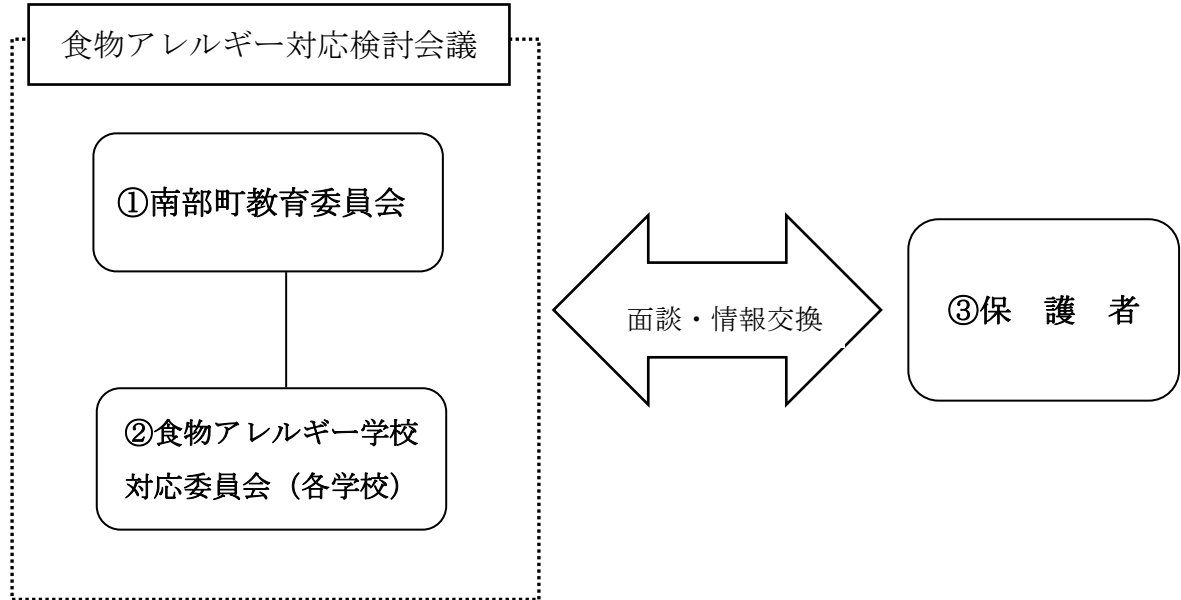 食物アレルギー対応検討会議
①南部町教育委員会
②食物アレルギー学校
対応委員会（各学校）
面談・情報交換
③保　護　者